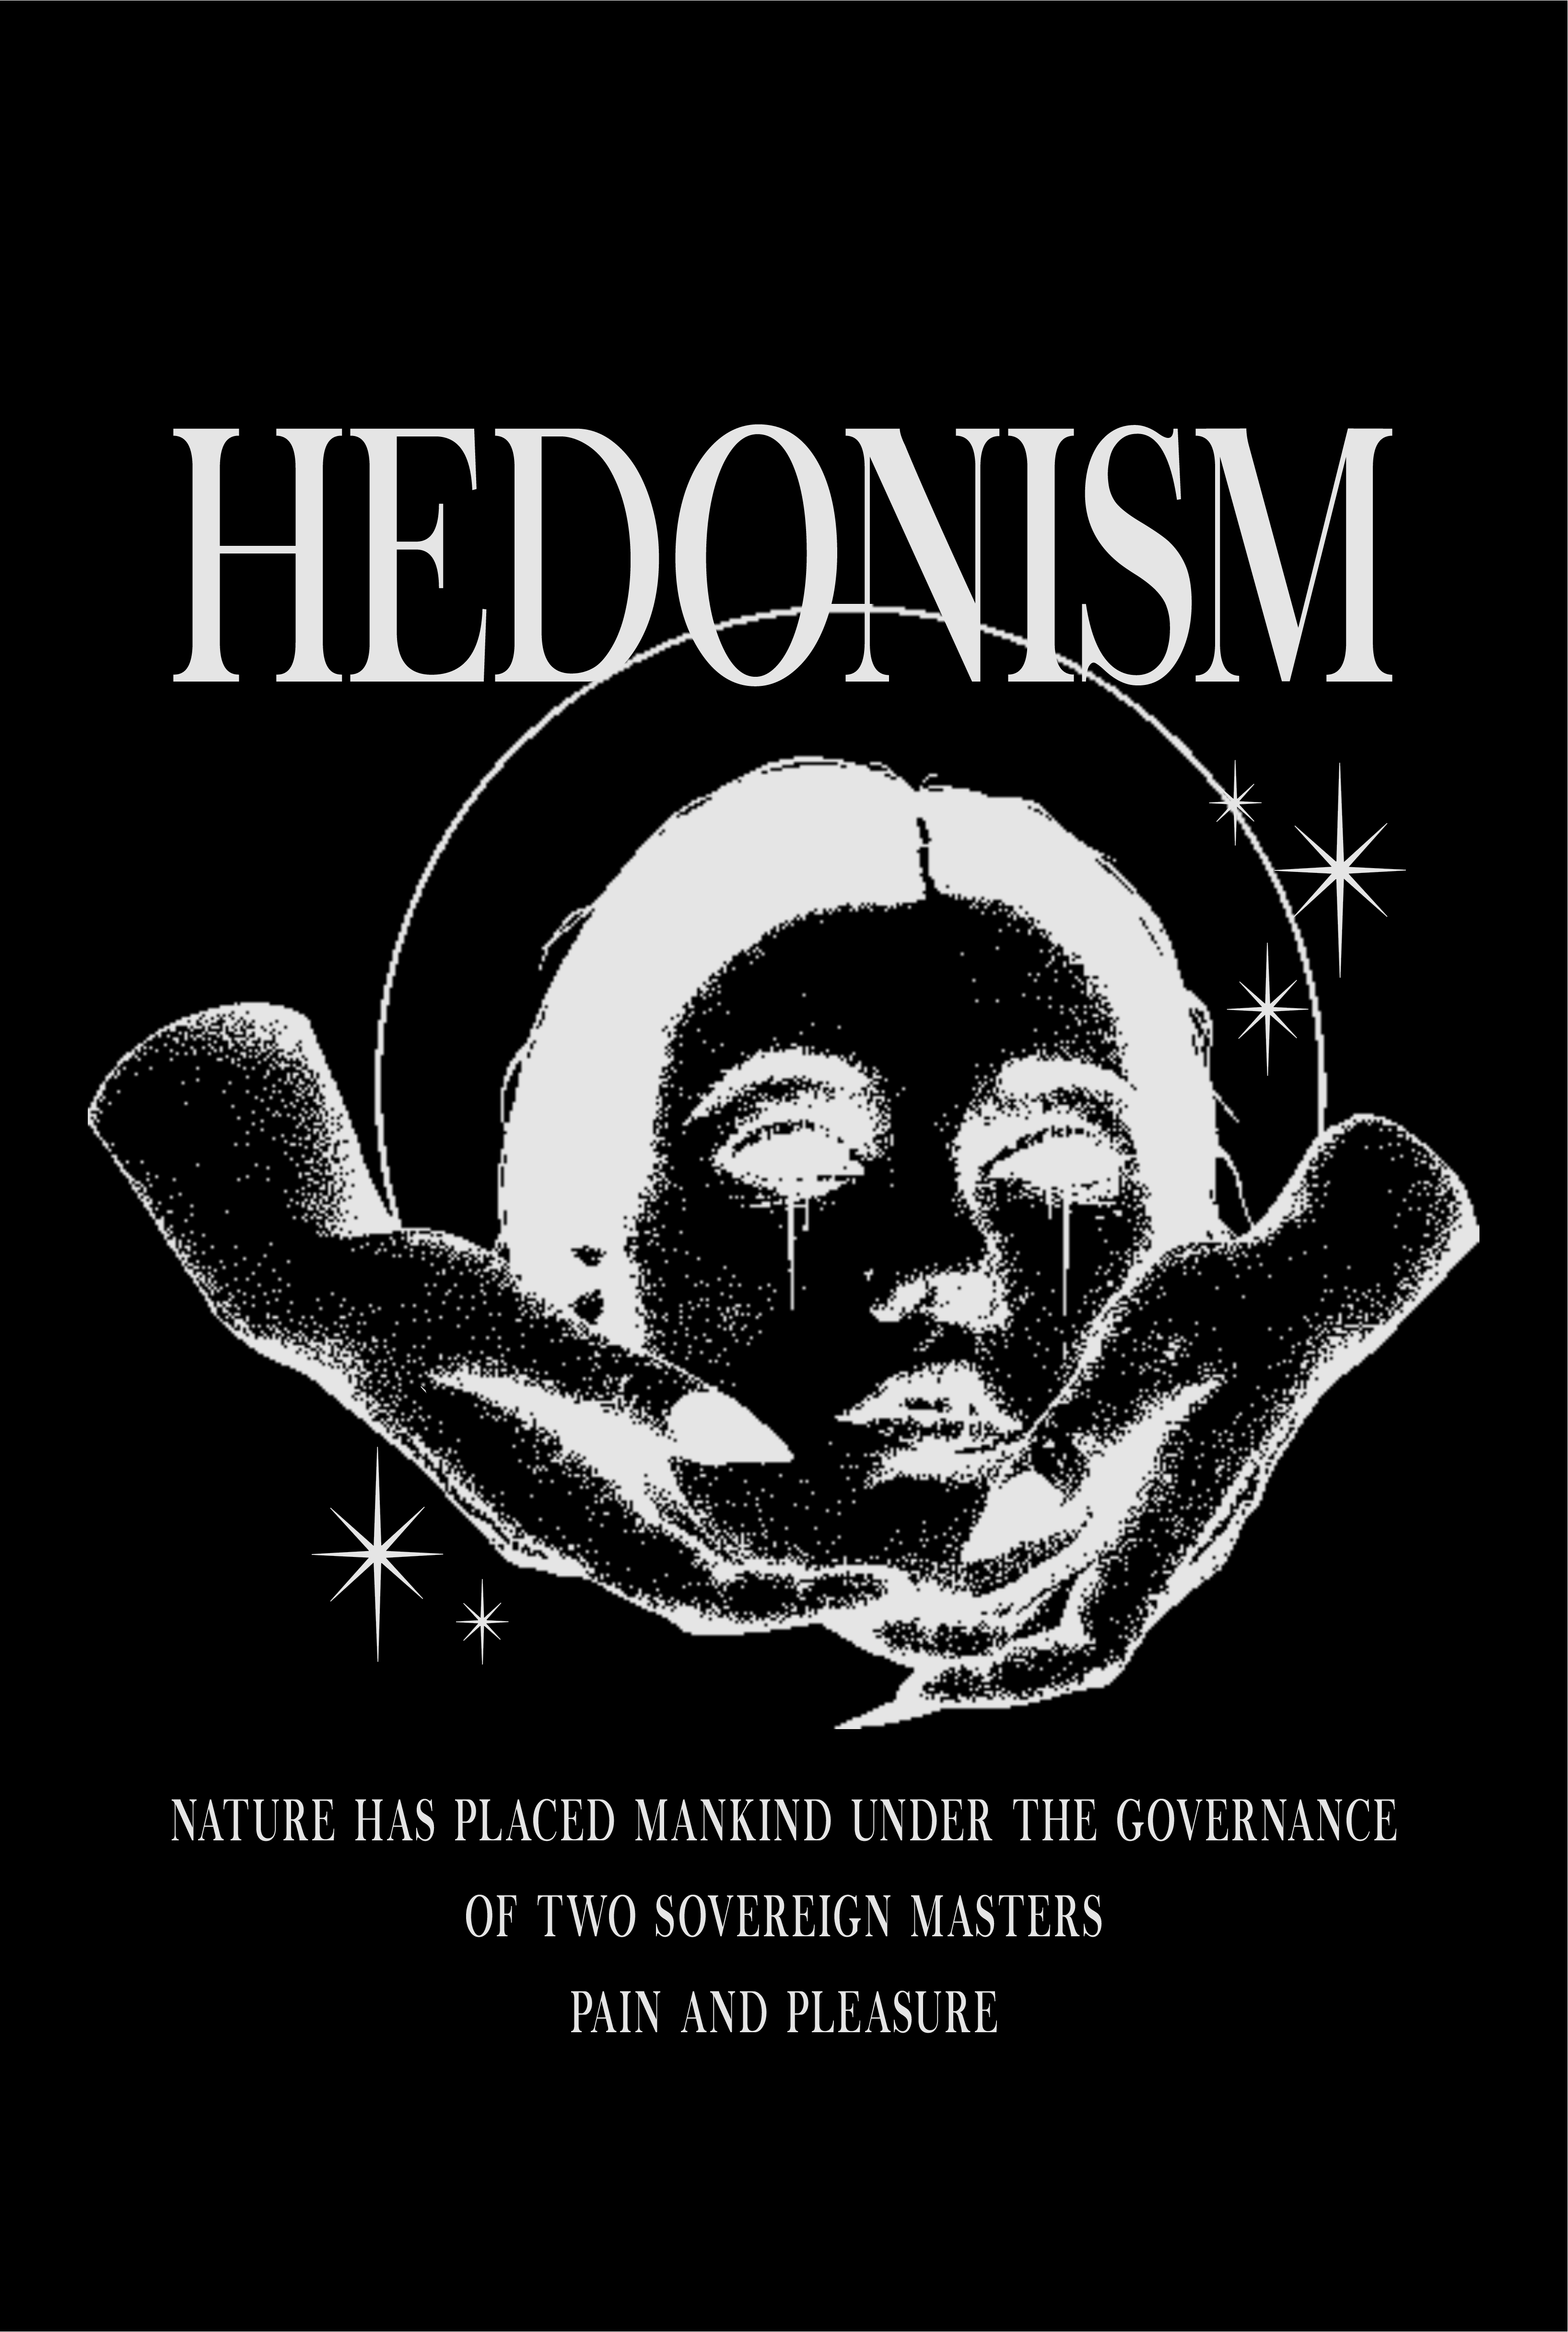 HEDONISM
NATURE HAS PLACED MANKIND UNDER THE GOVERNANCE
OF TWO SOVEREIGN MASTERS
PAIN AND PLEASURE